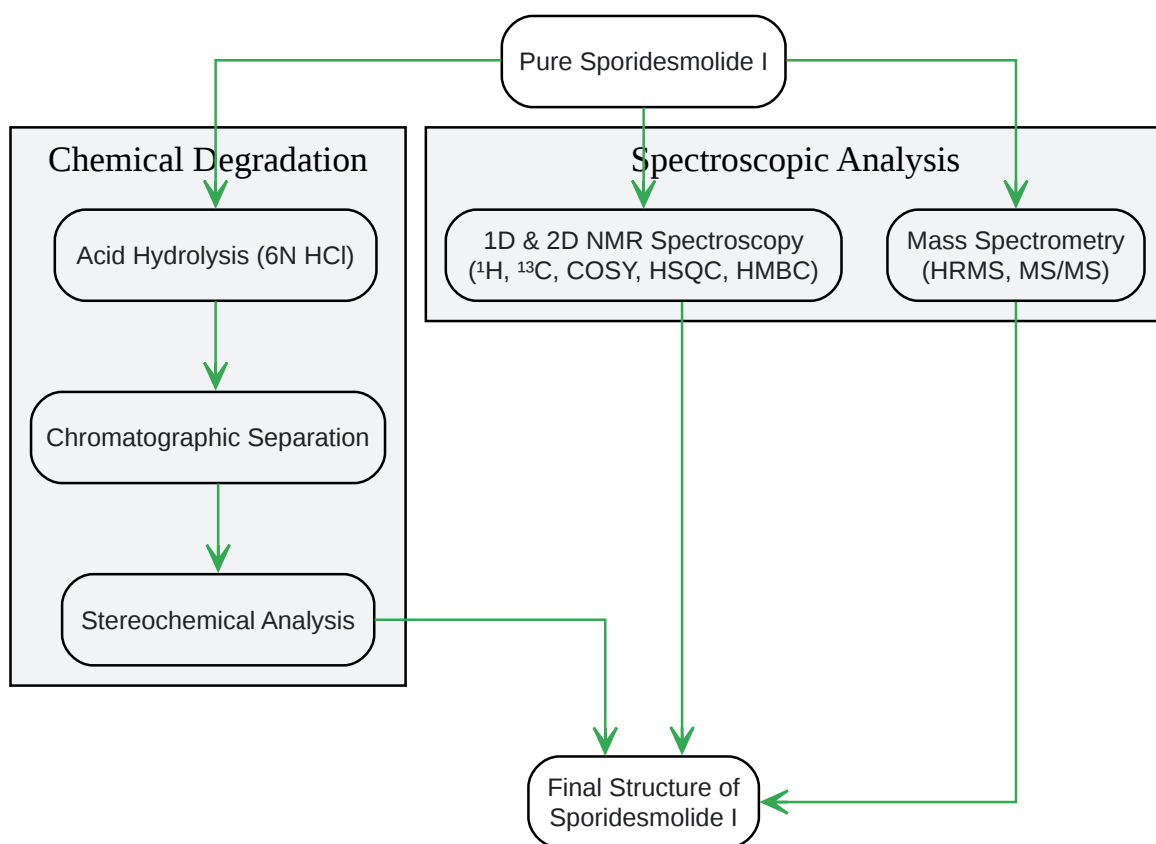 Pure Sporidesmolide I
Chemical Degradation
Spectroscopic Analysis
Acid Hydrolysis (6N HCl)
1D & 2D NMR Spectroscopy
(¹H, ¹³C, COSY, HSQC, HMBC)
Mass Spectrometry
(HRMS, MS/MS)
Chromatographic Separation
Stereochemical Analysis
Final Structure of
Sporidesmolide I